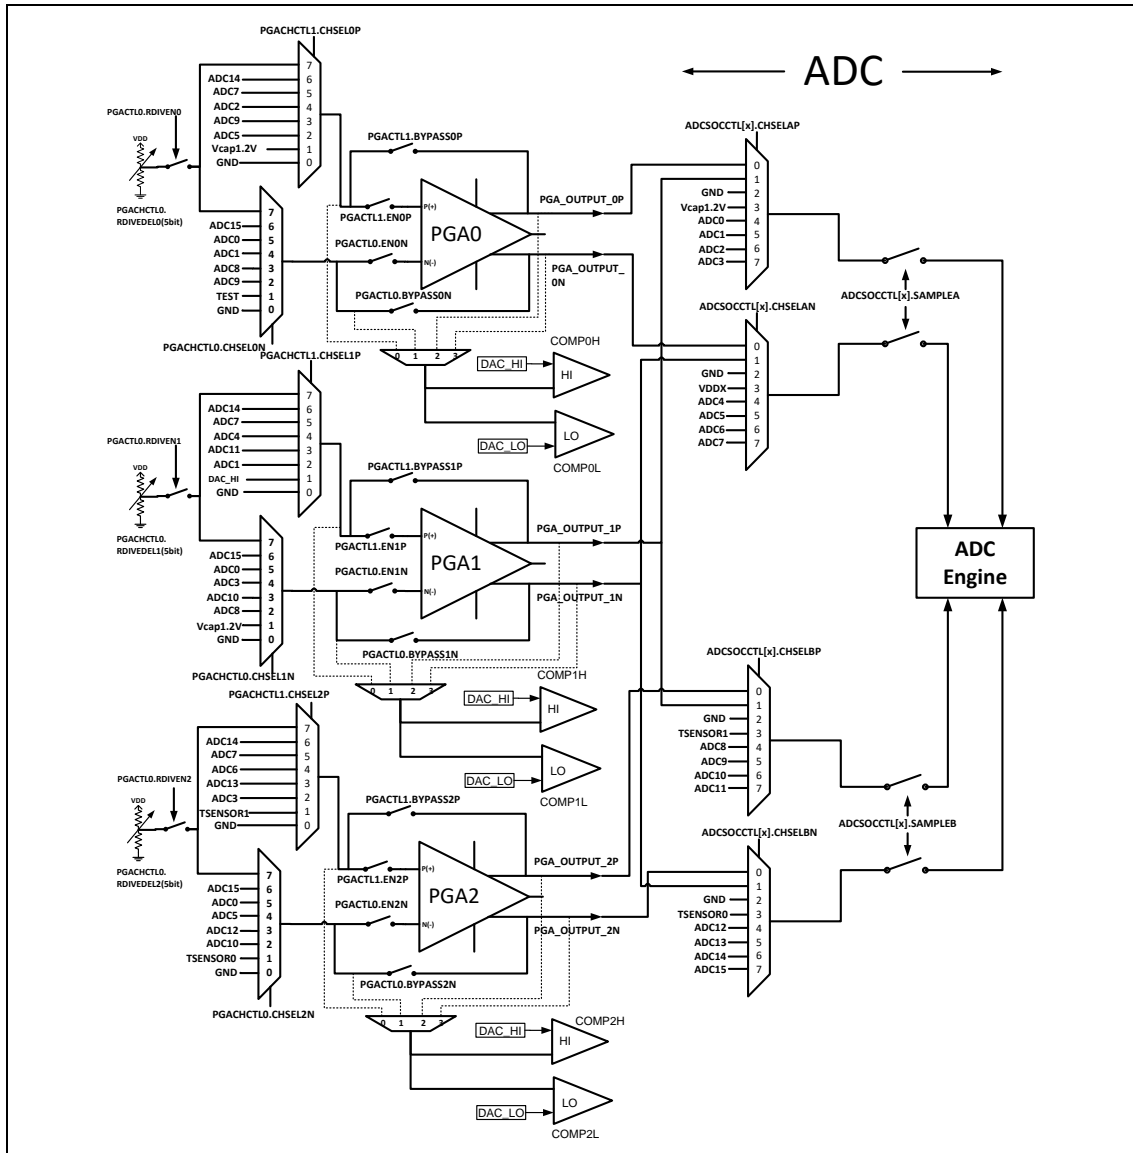 PGACHCTL1.CHSEL0P
ADC
7
ADC14 6
ADC7 5
ADC2 4
ADC9 3
ADC5 2
Vcap1.2V 1
GND 0
PGACTL0.RDIVEN0
VDD
PGACHCTL0.
RDIVEDEL0(5bit)
7
ADC15 6
ADC0 5
ADC1 4
ADC8 3
ADC9 2
TEST 1
GND 0
PGACHCTL0.CHSEL0N
PGACTL1.BYPASS0P
PGACTL1.EN0P
P(+)
PGA0
PGACTL0.EN0N
N(-)
PGACTL0.BYPASS0N
PGA_OUTPUT_0P
PGA_OUTPUT_
0N
0 1 2 3
COMP0H
DAC_HI
HI
LO
DAC_LO
COMP0L
ADCSOCCTL[x].CHSELAP
0
1
GND 2
Vcap1.2V 3
ADC0 4
ADC1 5
ADC2 6
ADC3 7
ADCSOCCTL[x].SAMPLEA
ADCSOCCTL[x].CHSELAN
0
1
GND 2
VDDX 3
ADC4 4
ADC5 5
ADC6 6
ADC7 7
PGACHCTL1.CHSEL1P
7
ADC14 6
ADC7 5
ADC4 4
ADC11 3
ADC1 2
DAC_HI 1
GND 0
PGACTL0.RDIVEN1
VDD
PGACHCTL0.
RDIVEDEL1(5bit)
7
ADC15 6
ADC0 5
ADC3 4
ADC10 3
ADC8 2
Vcap1.2V 1
GND 0
PGACHCTL0.CHSEL1N
PGACTL1.BYPASS1P
PGACTL1.EN1P
P(+)
PGA1
PGACTL0.EN1N
N(-)
PGACTL0.BYPASS1N
PGA_OUTPUT_1P
PGA_OUTPUT_1N
0 1 2 3
COMP1H
DAC_HI
HI
LO
DAC_LO
COMP1L
ADC
Engine
PGACHCTL1.CHSEL2P
7
ADC14 6
ADC7 5
ADC6 4
ADC13 3
ADC3 2
TSENSOR1 1
GND 0
PGACTL0.RDIVEN2
VDD
PGACHCTL0.
RDIVEDEL2(5bit)
7
ADC15 6
ADC0 5
ADC5 4
ADC12 3
ADC10 2
TSENSOR0 1
GND 0
PGACHCTL0.CHSEL2N
PGACTL1.BYPASS2P
PGACTL1.EN2P
P(+)
PGA2
PGACTL0.EN2N
N(-)
PGACTL0.BYPASS2N
PGA_OUTPUT_2P
PGA_OUTPUT_2N
0 1 2 3
COMP2H
DAC_HI
HI
LO
DAC_LO
COMP2L
ADCSOCCTL[x].CHSELBP
0
1
GND 2
TSENSOR1 3
ADC8 4
ADC9 5
ADC10 6
ADC11 7
ADCSOCCTL[x].SAMPLEB
ADCSOCCTL[x].CHSELBN
0
1
GND 2
TSENSOR0 3
ADC12 4
ADC13 5
ADC14 6
ADC15 7